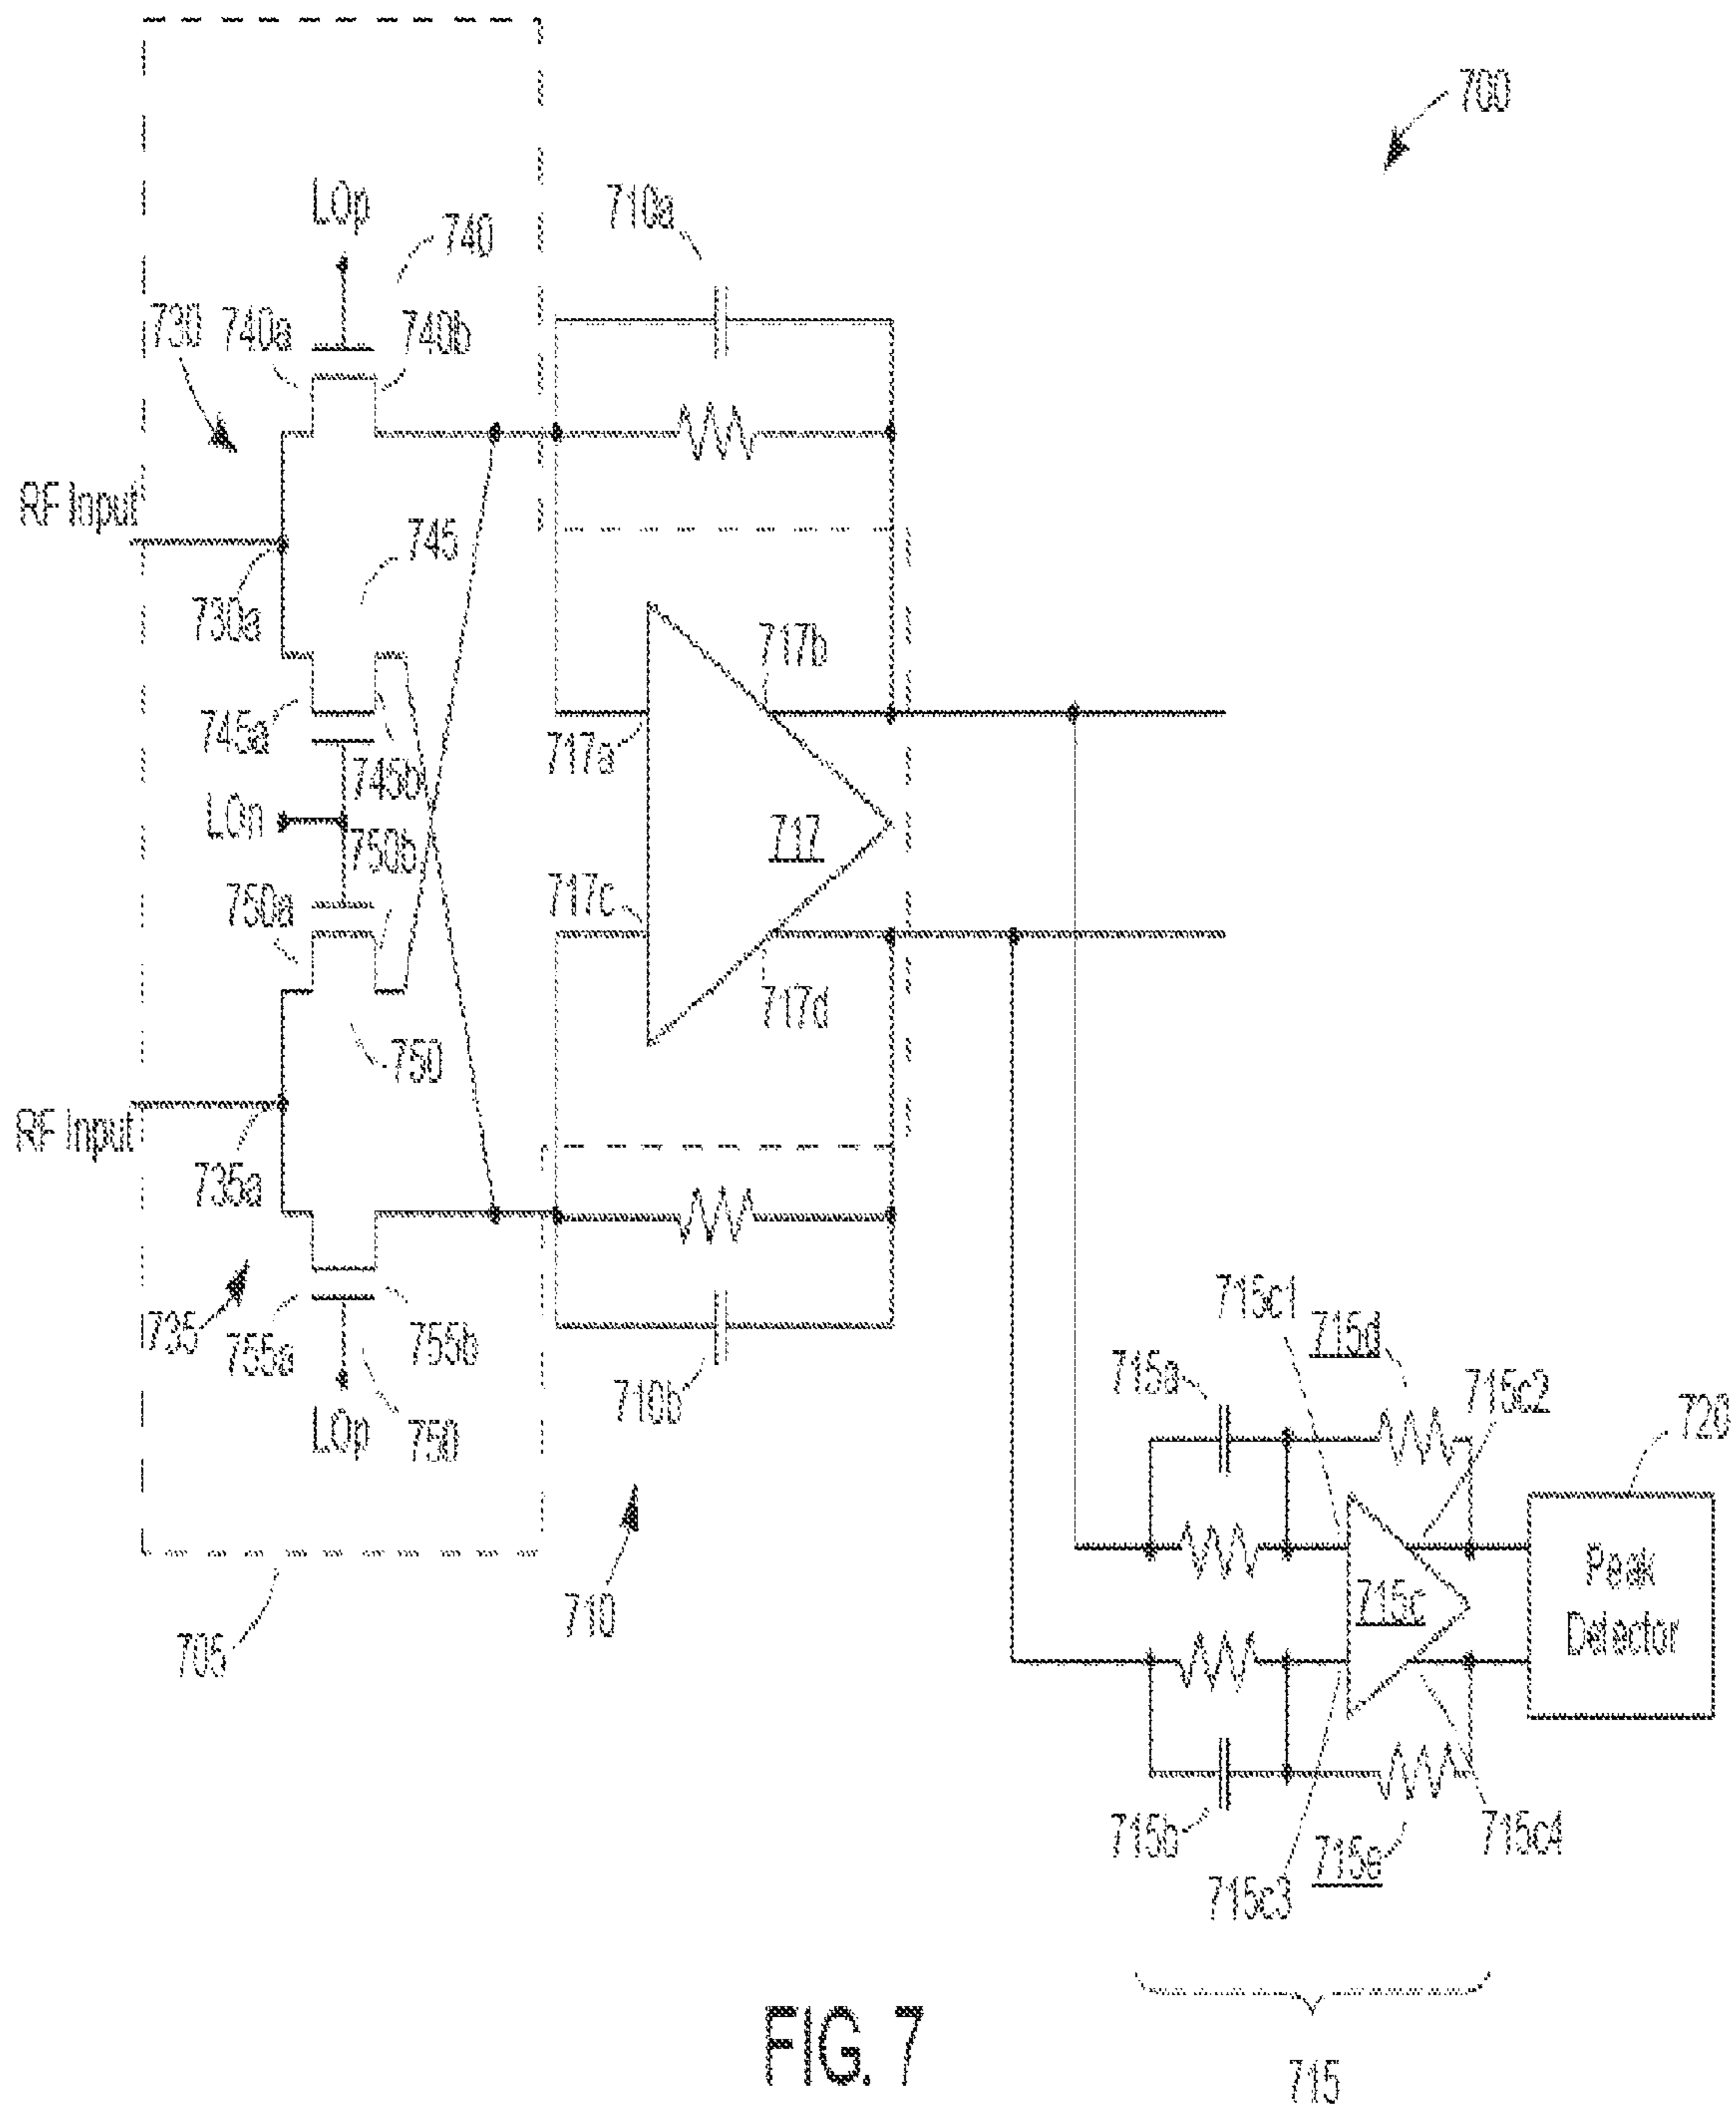 700
LOp
740
710a
730
740a
740b
RF Input
745
730a
717b
745a
717a
745b
LOn
717
750b
750a
717c
717d
750
RF Input
735a
735
755a
755b
710b
LOp
750
715c1
715d
715a
715c2
720
Peak
Detector
715c
710
705
715b
715e
715c4
715c3
FIG. 7
715